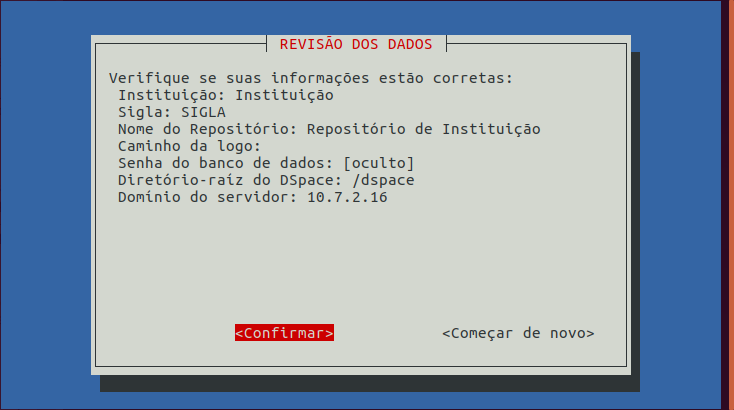 REVISÃO DOS DADOS
Verifique se suas informações estão corretas:
Instituição: Instituição
Sigla: SIGLA
Nome do Repositório: Repositório de Instituição
Caminho da logo:
Senha do banco de dados: [oculto]
Diretório-raíz do DSpace: /dspace
Domínio do servidor: 10.7.2.16
<Confirmar> <Começar de novo>